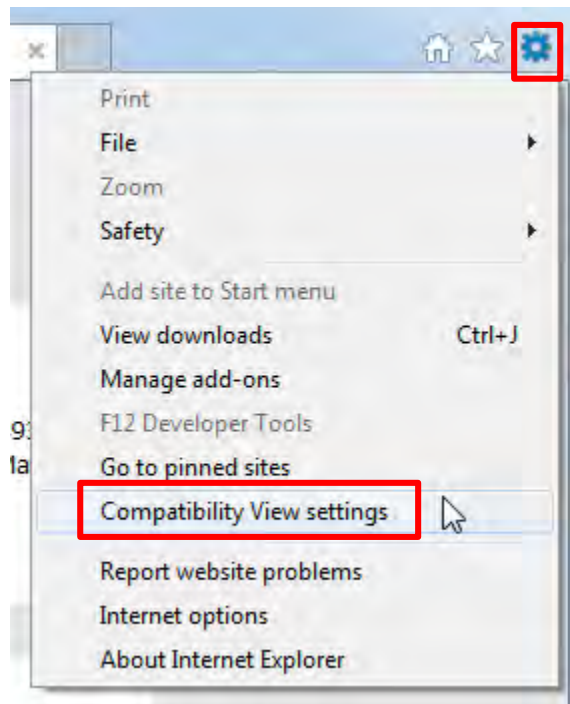 Print
File
Zoom
Safety
Add site to Start menu
View downloads Ctrl+J
Manage add-ons
F12 Developer Tools
Go to pinned sites
Compatibility View settings
Report website problems
Internet options
About Internet Explorer